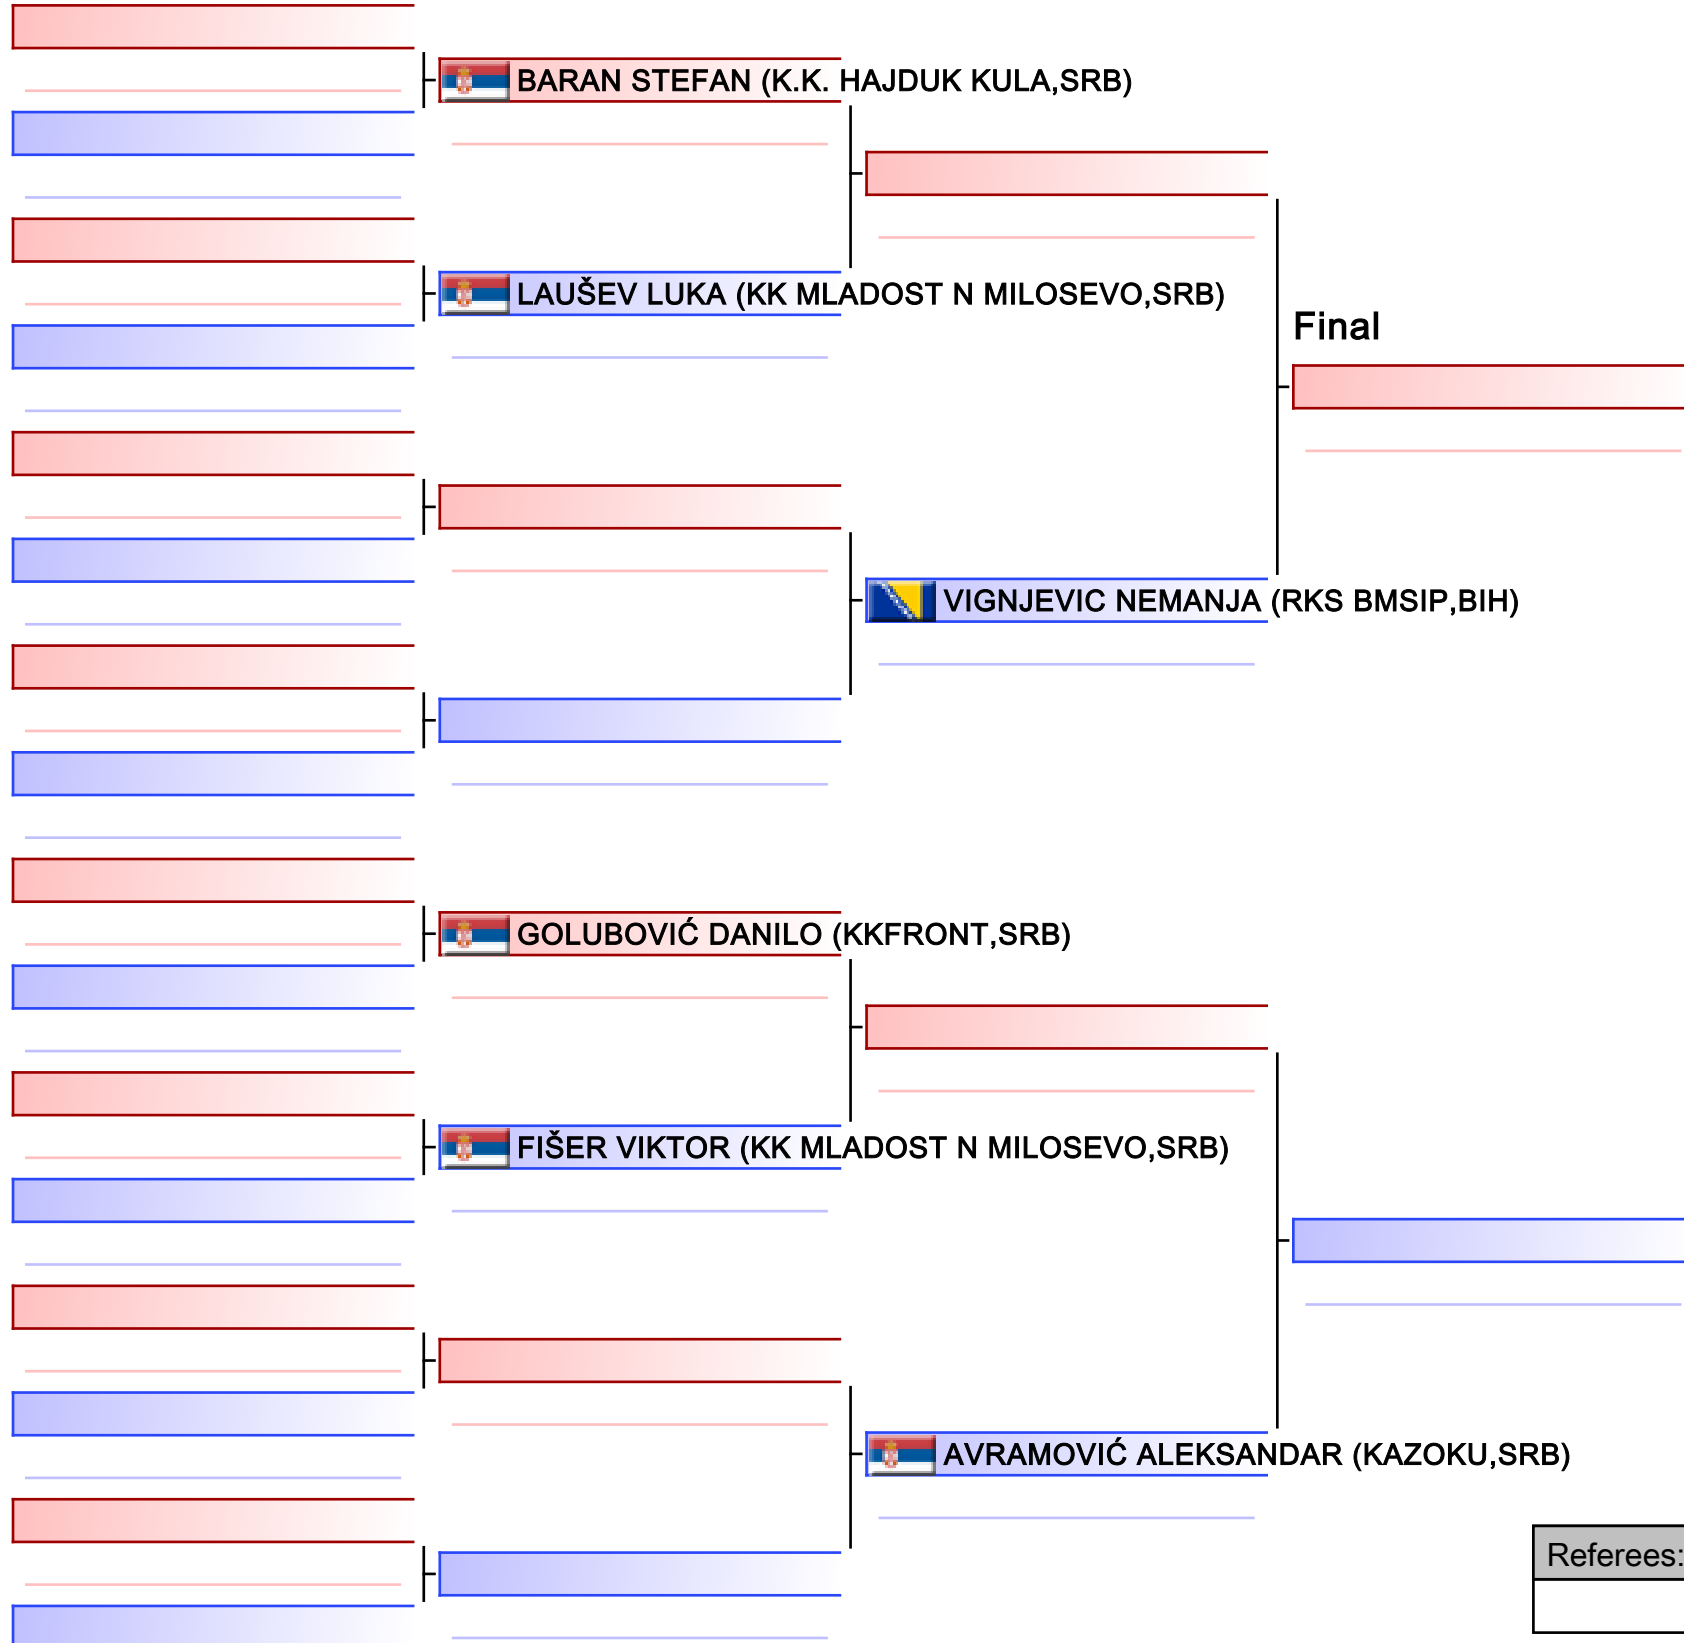 BARAN STEFAN (K.K. HAJDUK KULA,SRB)
LAUŠEV LUKA (KK MLADOST N MILOSEVO,SRB)
Final
VIGNJEVIC NEMANJA (RKS BMSIP,BIH)
GOLUBOVIĆ DANILO (KKFRONT,SRB)
FIŠER VIKTOR (KK MLADOST N MILOSEVO,SRB)
AVRAMOVIĆ ALEKSANDAR (KAZOKU,SRB)
Referees: